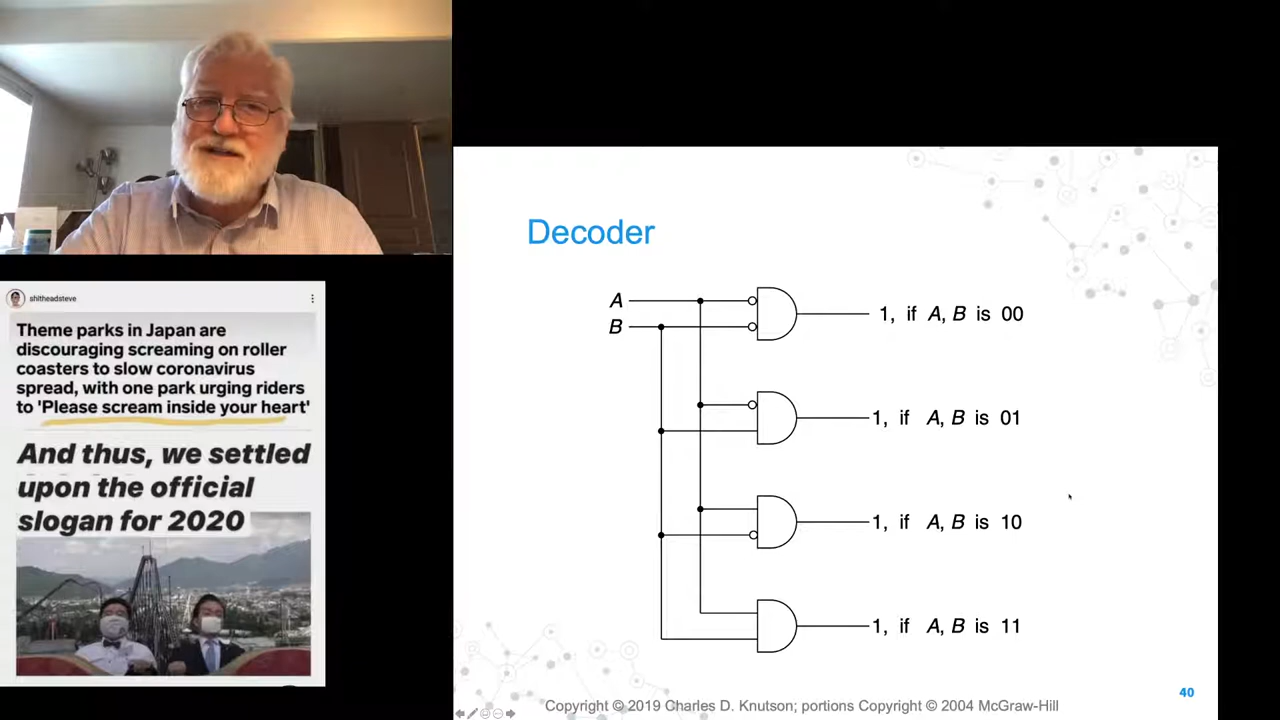 shitheadsteve
Theme parks in Japan are
discouraging screaming on roller
coasters to slow coronavirus
spread, with one park urging riders
to 'Please scream inside your heart'
And thus, we settled
upon the official
slogan for 2020
Decoder
A
B
1, if A, B is 00
1, if A, B is 01
1, if A, B is 10
1, if A, B is 11
40
Copyright © 2019 Charles D. Knutson; portions Copyright © 2004 McGraw-Hill